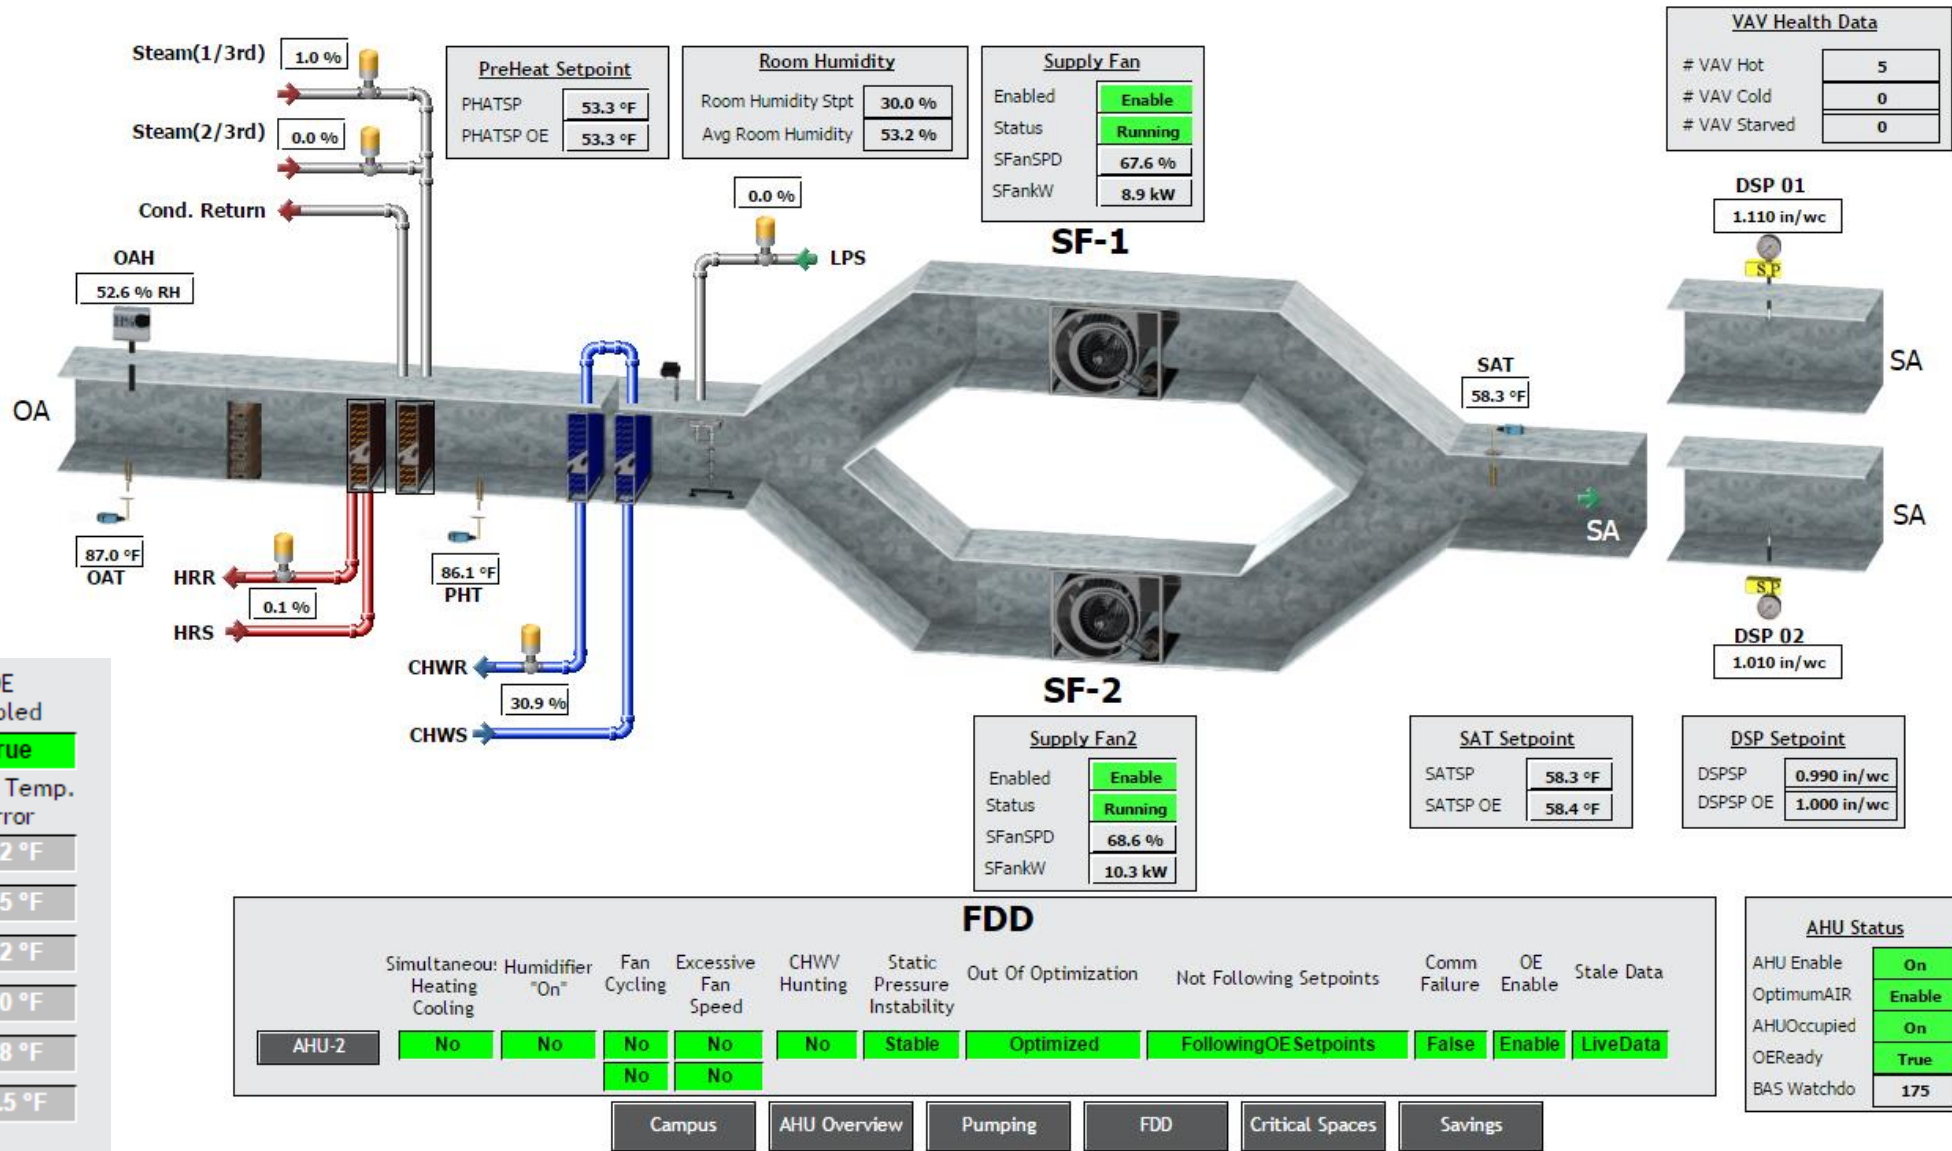 Steam(1/3rd)
1.0 %
Steam(2/3rd)
0.0 %
Cond. Return
PreHeat Setpoint
PHATSP 53.3 °F
PHATSP OE 53.3 °F
Room Humidity
Room Humidity Stpt 30.0 %
Avg Room Humidity 53.2 %
Supply Fan
Enabled Enable
Status Running
SFanSPD 67.6 %
SFankW 8.9 kW
VAV Health Data
# VAV Hot 5
# VAV Cold 0
# VAV Starved 0
OAH
52.6 % RH
0.0 %
LPS
SF-1
DSP 01
1.110 in/wc
S.P
SA
OA
SAT
58.3 °F
SA
SA
87.0 °F
OAT
HRR
0.1 %
HRS
86.1 °F
PHT
CHWR
30.9 %
CHWS
SF-2
S.P
DSP 02
1.010 in/wc
Supply Fan2
Enabled Enable
Status Running
SFanSPD 68.6 %
SFankW 10.3 kW
SAT Setpoint
SATSP 58.3 °F
SATSP OE 58.4 °F
DSP Setpoint
DSPSP 0.990 in/wc
DSPSP OE 1.000 in/wc
Temp.
2 °F
5 °F
2 °F
0 °F
8 °F
.5 °F
FDD
Simultaneous Heating Cooling
Humidifier "On"
Fan Cycling
Excessive Fan Speed
CHWV Hunting
Static Pressure Instability
Out Of Optimization
Not Following Setpoints
Comm Failure
OE Enable
Stale Data
AHU-2 No No No No No Stable Optimized FollowingOESetpoints False Enable LiveData
No No
AHU Status
AHU Enable On
OptimumAIR Enable
AHUOccupied On
OEReady True
BAS Watchdo 175
Campus AHU Overview Pumping FDD Critical Spaces Savings